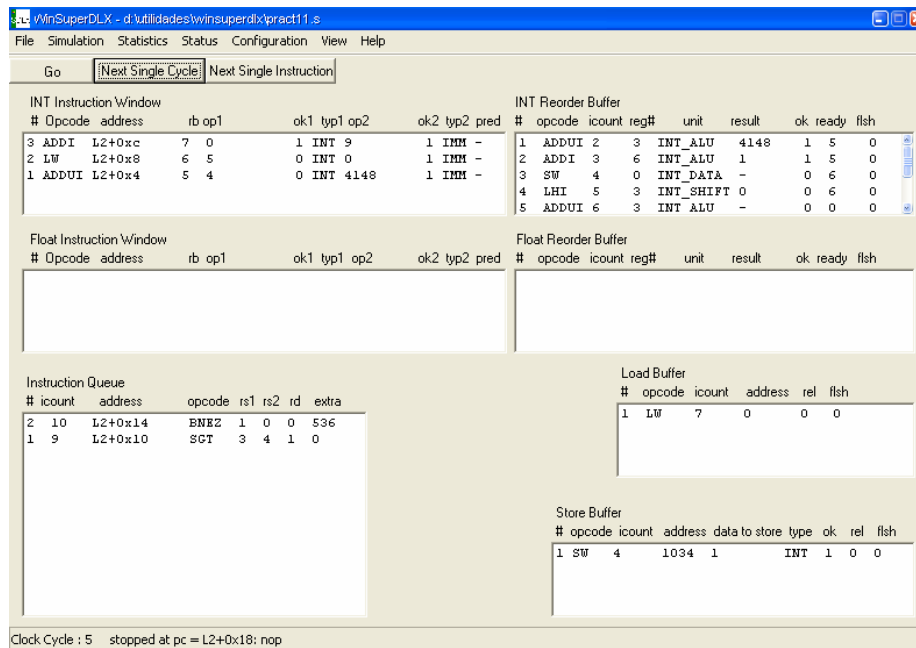 WinSuperDLX - d:\utilidades\winsuperdlx\pract11.s
File Simulation Statistics Status Configuration View Help
Go Next Single Cycle Next Single Instruction
INT Instruction Window
# Opcode address rb op1 ok1 typ1 op2 ok2 typ2 pred
3 ADDI L2+0xc 7 0 1 INT 9 1 IMM -
2 LW L2+0x8 6 5 0 INT 0 1 IMM -
1 ADDUI L2+0x4 5 4 0 INT 4148 1 IMM -
INT Reorder Buffer
# opcode icount reg# unit result ok ready flsh
1 ADDUI 2 3 INT_ALU 4148 1 5 0
2 ADDI 3 6 INT_ALU 1 1 5 0
3 SW 4 0 INT_DATA - 0 6 0
4 LHI 5 3 INT_SHIFT 0 0 6 0
5 ADDUI 6 3 INT ALU - 0 0 0
Float Instruction Window
# Opcode address rb op1 ok1 typ1 op2 ok2 typ2 pred
Float Reorder Buffer
# opcode icount reg# unit result ok ready flsh
Instruction Queue
# icount address opcode rs1 rs2 rd extra
2 10 L2+0x14 BNEZ 1 0 0 536
1 9 L2+0x10 SGT 3 4 1 0
Load Buffer
# opcode icount address rel flsh
1 LW 7 0 0 0
Store Buffer
# opcode icount address data to store type ok rel flsh
1 SW 4 1034 1 INT 1 0 0
Clock Cycle : 5 stopped at pc = L2+0x18: nop